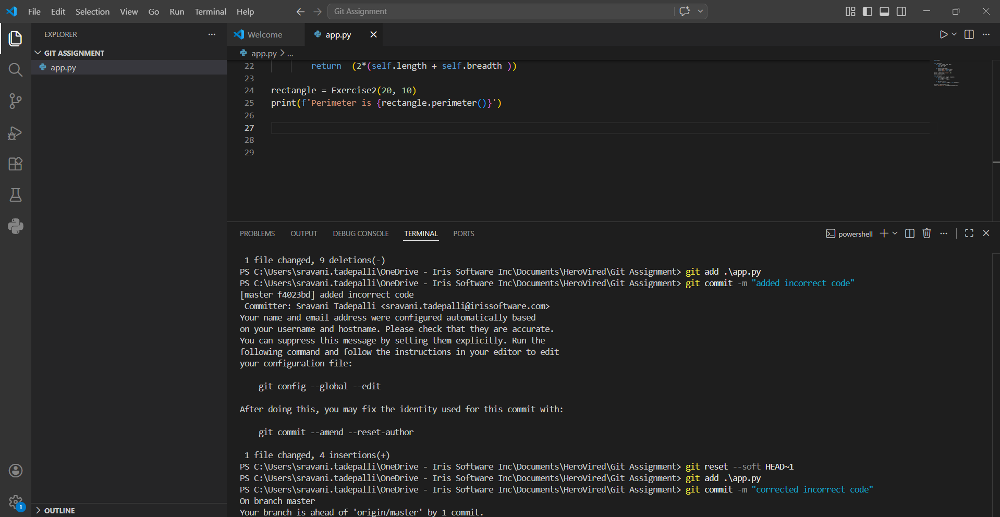 File Edit Selection View Go Run Terminal Help
Git Assignment
EXPLORER
GIT ASSIGNMENT
app.py
Welcome
app.py
app.py > ...
22 return (2*(self.length + self.breadth ))
23
24 rectangle = Exercise2(20, 10)
25 print(f'Perimeter is {rectangle.perimeter()}')
26
27
28
29
PROBLEMS OUTPUT DEBUG CONSOLE TERMINAL PORTS
powershell
1 file changed, 9 deletions(-)
PS C:\Users\sravani.tadepalli\OneDrive - Iris Software Inc\Documents\HeroVired\Git Assignment> git add .\app.py
PS C:\Users\sravani.tadepalli\OneDrive - Iris Software Inc\Documents\HeroVired\Git Assignment> git commit -m "added incorrect code"
[master f4023bd] added incorrect code
Committer: Sravani Tadepalli <sravani.tadepalli@irissoftware.com>
Your name and email address were configured automatically based
on your username and hostname. Please check that they are accurate.
You can suppress this message by setting them explicitly. Run the
following command and follow the instructions in your editor to edit
your configuration file:
git config --global --edit
After doing this, you may fix the identity used for this commit with:
git commit --amend --reset-author
1 file changed, 4 insertions(+)
PS C:\Users\sravani.tadepalli\OneDrive - Iris Software Inc\Documents\HeroVired\Git Assignment> git reset --soft HEAD~1
PS C:\Users\sravani.tadepalli\OneDrive - Iris Software Inc\Documents\HeroVired\Git Assignment> git add .\app.py
PS C:\Users\sravani.tadepalli\OneDrive - Iris Software Inc\Documents\HeroVired\Git Assignment> git commit -m "corrected incorrect code"
On branch master
Your branch is ahead of 'origin/master' by 1 commit.
1
OUTLINE